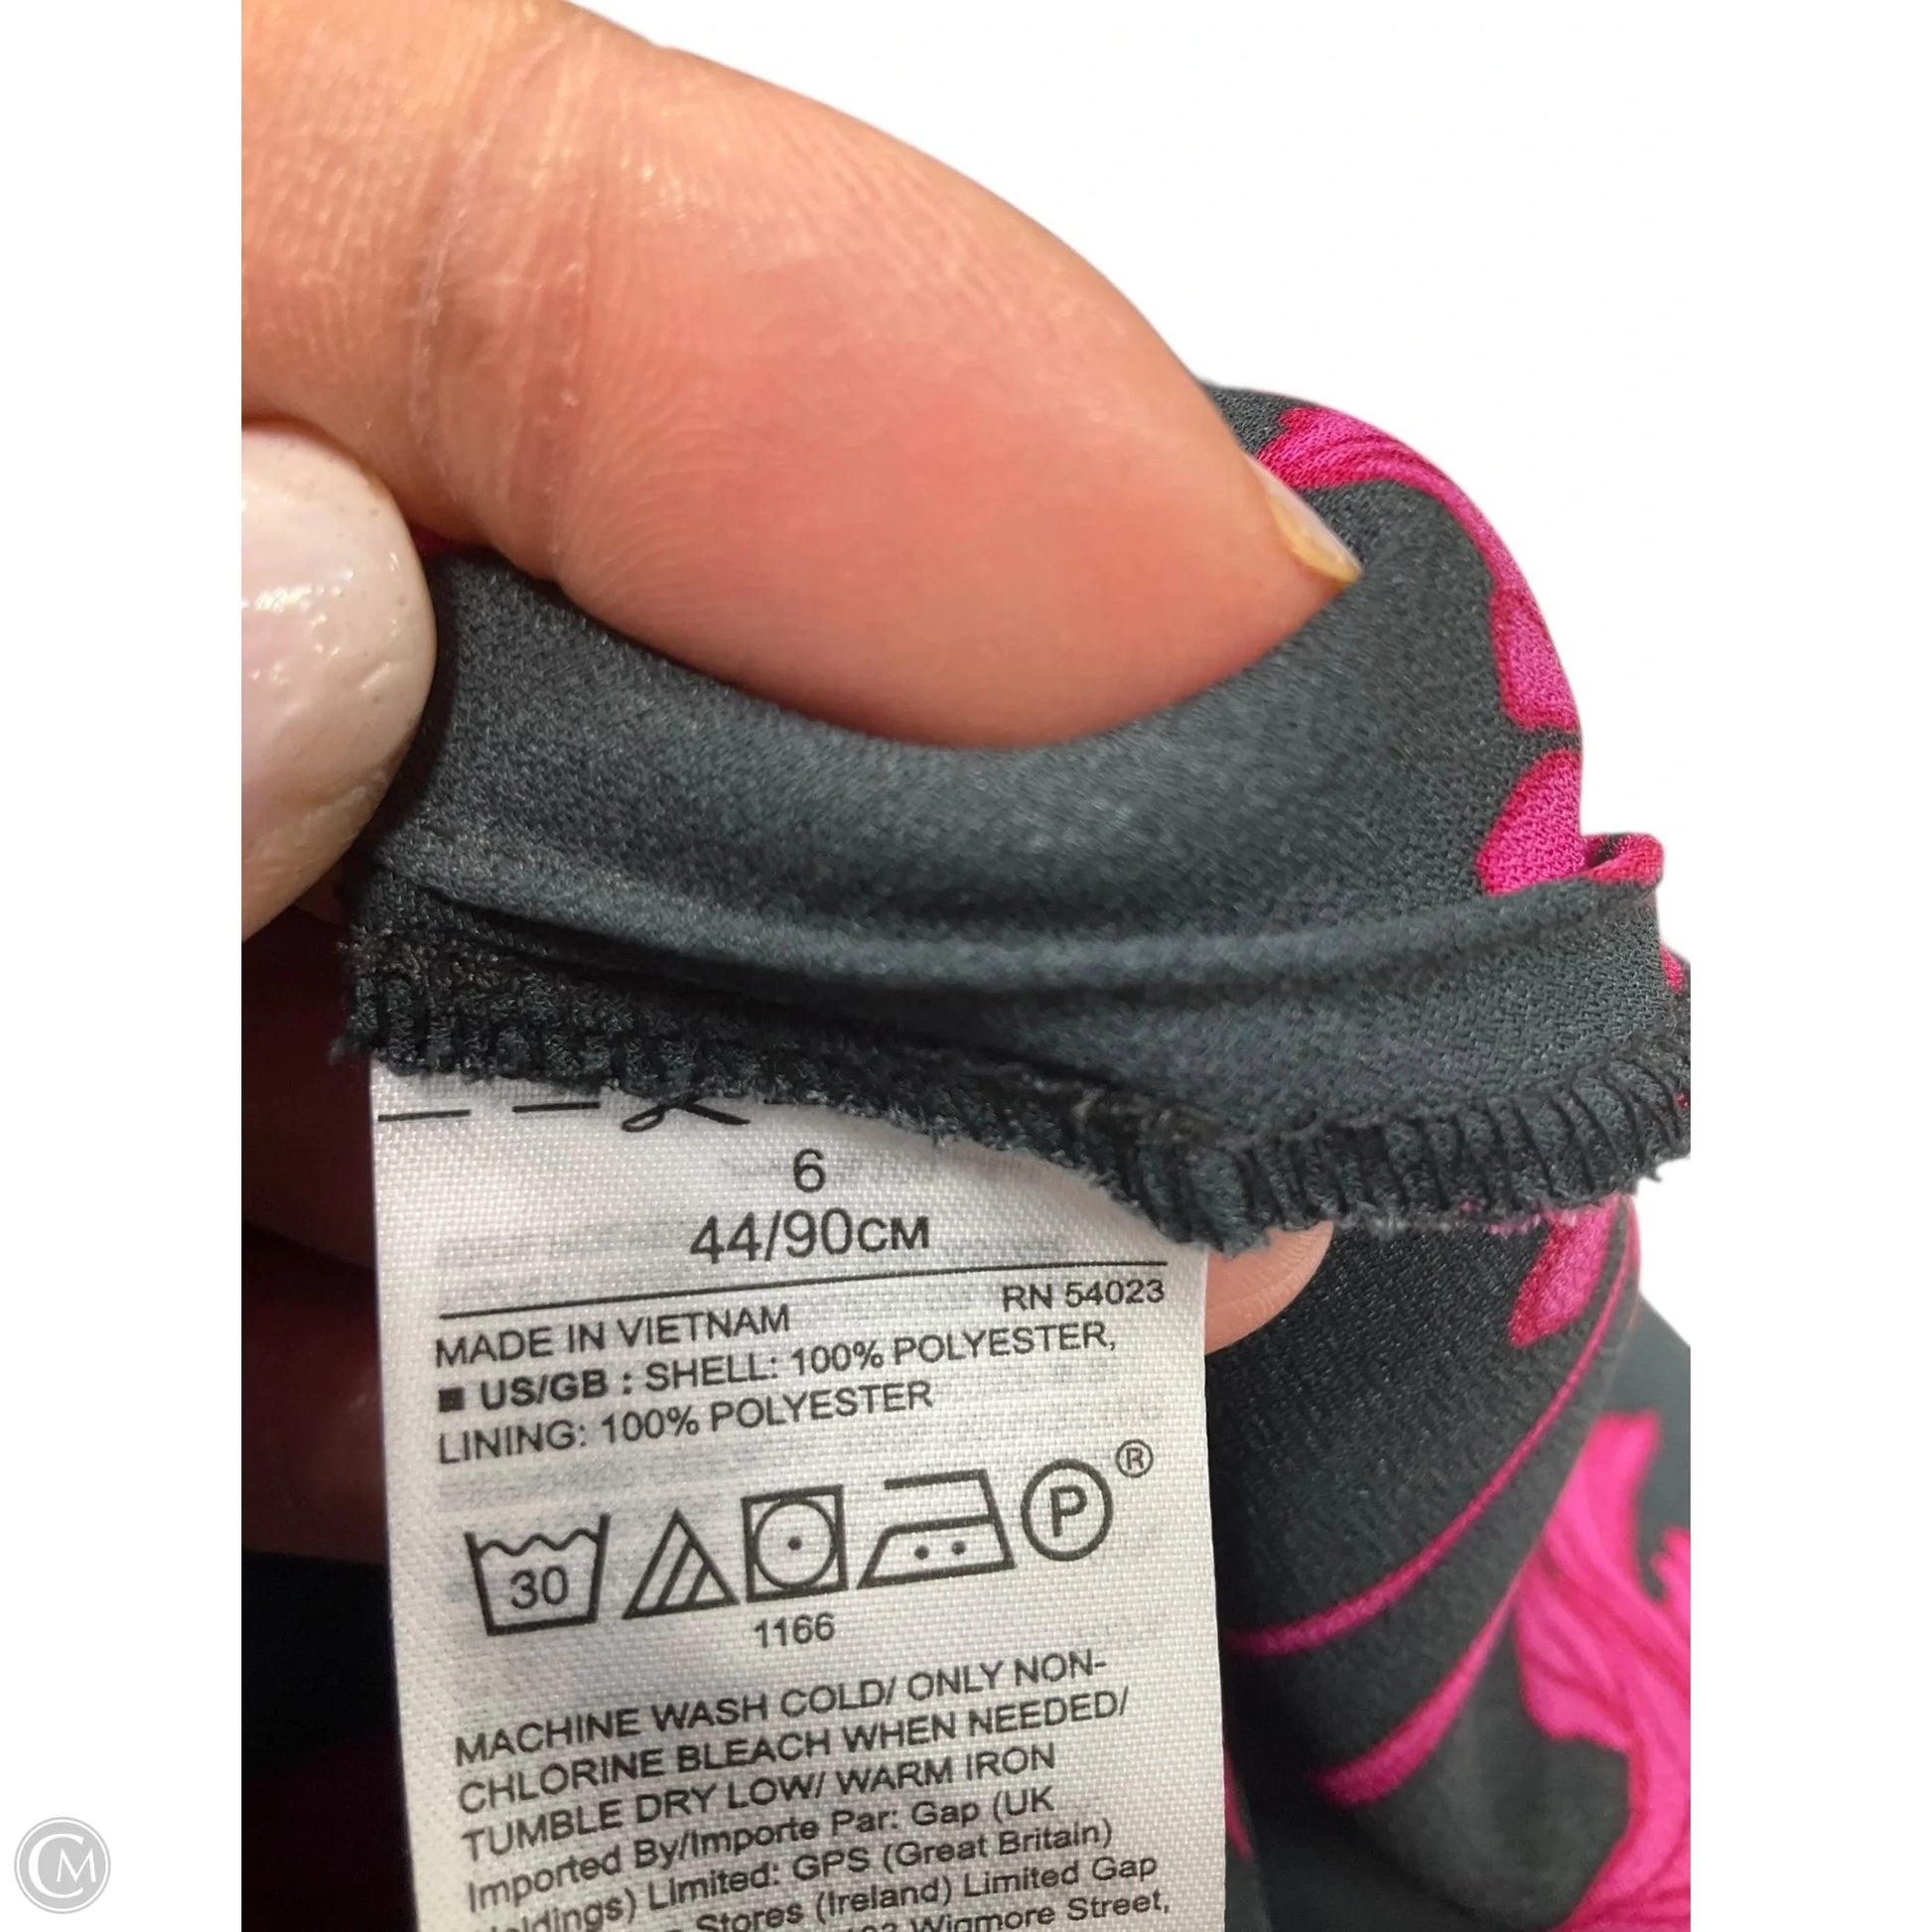 6
44/90CM
RN 54023
MADE IN VIETNAM
■ US/GB : SHELL: 100% POLYESTER,
LINING: 100% POLYESTER
30
P ®
1166
MACHINE WASH COLD/ ONLY NON-
CHLORINE BLEACH WHEN NEEDED/
TUMBLE DRY LOW/ WARM IRON
Imported By/Importe Par: Gap (UK
Limited: GPS (Great Britain)
Stores (Ireland) Limited Gap
Wigmore Street,
CM